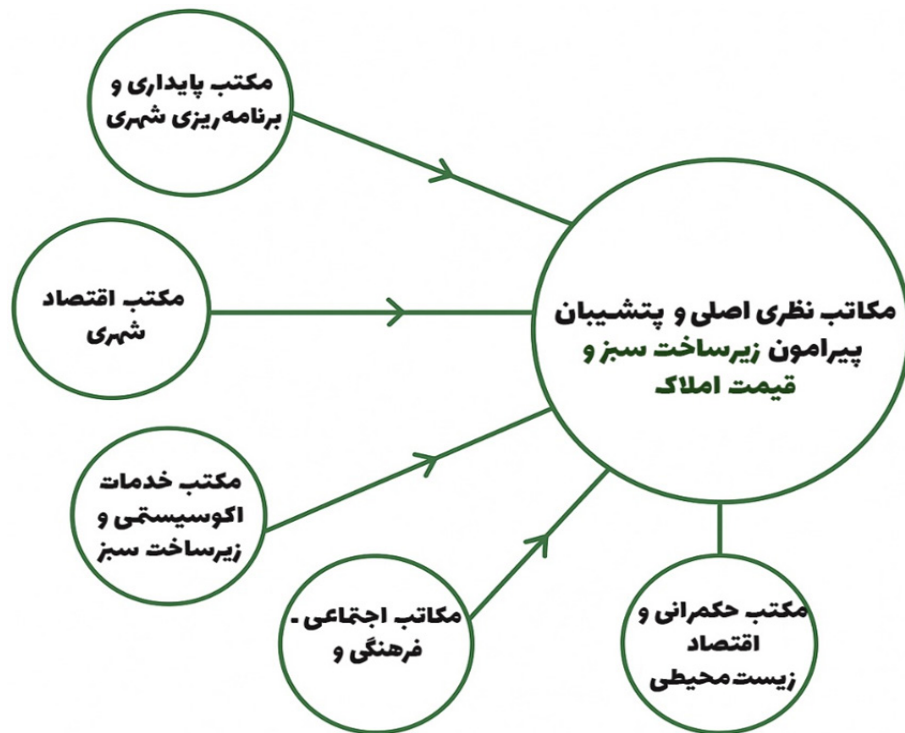 مکتب پایداری و
برنامه‌ریزی شهری
مکتب اقتصاد
شهری
مکاتب نظری اصلی و پتشیبان
پیرامون زیرساخت سبز و
قیمت املاک
مکتب خدمات
اکوسیستمی و
زیرساخت سبز
مکاتب اجتماعی -
فرهنگی و
مکتب حکمرانی و
اقتصاد
زیست‌محیطی